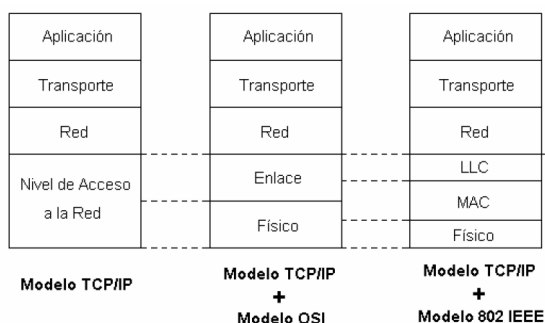 Aplicación
Transporte
Red
Nivel de Acceso
a la Red
Modelo TCP/IP
Aplicación
Transporte
Red
Enlace
Físico
Modelo TCP/IP
+
Modelo OSI
Aplicación
Transporte
Red
LLC
MAC
Físico
Modelo TCP/IP
+
Modelo 802 IEEE